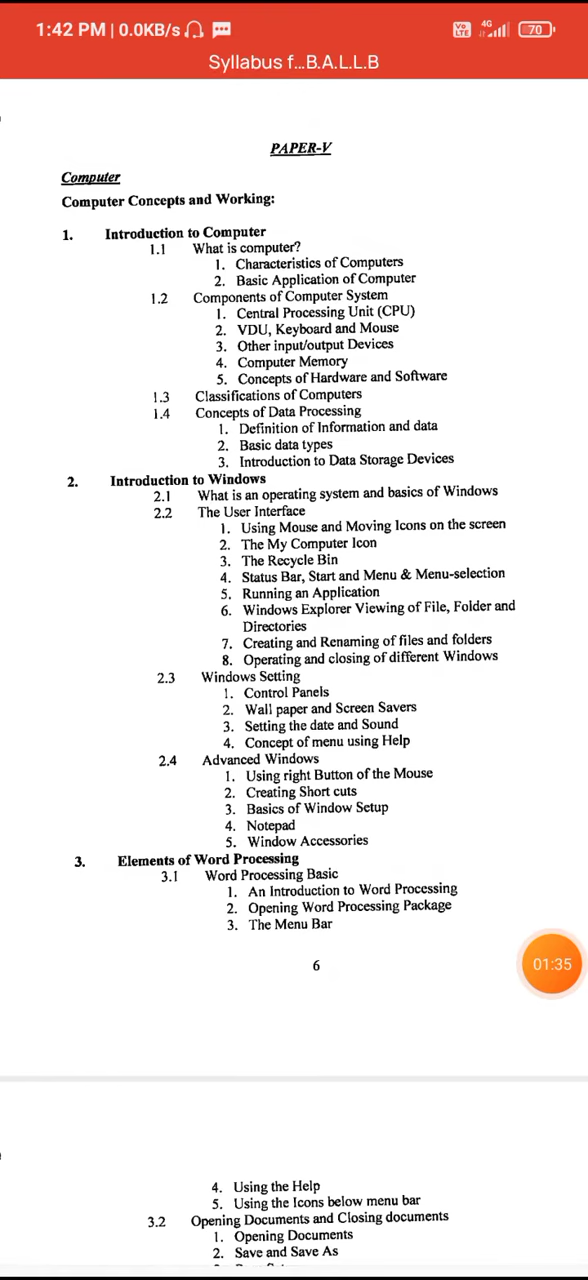 1:42 PM | 0.0KB/s
Vo LTE 4G 70
Syllabus f...B.A.L.L.B
PAPER-V
Computer
Computer Concepts and Working:
1. Introduction to Computer
1.1 What is computer?
1. Characteristics of Computers
2. Basic Application of Computer
1.2 Components of Computer System
1. Central Processing Unit (CPU)
2. VDU, Keyboard and Mouse
3. Other input/output Devices
4. Computer Memory
5. Concepts of Hardware and Software
1.3 Classifications of Computers
1.4 Concepts of Data Processing
1. Definition of Information and data
2. Basic data types
3. Introduction to Data Storage Devices
2. Introduction to Windows
2.1 What is an operating system and basics of Windows
2.2 The User Interface
1. Using Mouse and Moving Icons on the screen
2. The My Computer Icon
3. The Recycle Bin
4. Status Bar, Start and Menu & Menu-selection
5. Running an Application
6. Windows Explorer Viewing of File, Folder and
Directories
7. Creating and Renaming of files and folders
8. Operating and closing of different Windows
2.3 Windows Setting
1. Control Panels
2. Wall paper and Screen Savers
3. Setting the date and Sound
4. Concept of menu using Help
2.4 Advanced Windows
1. Using right Button of the Mouse
2. Creating Short cuts
3. Basics of Window Setup
4. Notepad
5. Window Accessories
3. Elements of Word Processing
3.1 Word Processing Basic
1. An Introduction to Word Processing
2. Opening Word Processing Package
3. The Menu Bar
01:35
6
4. Using the Help
5. Using the Icons below menu bar
3.2 Opening Documents and Closing documents
1. Opening Documents
2. Save and Save As